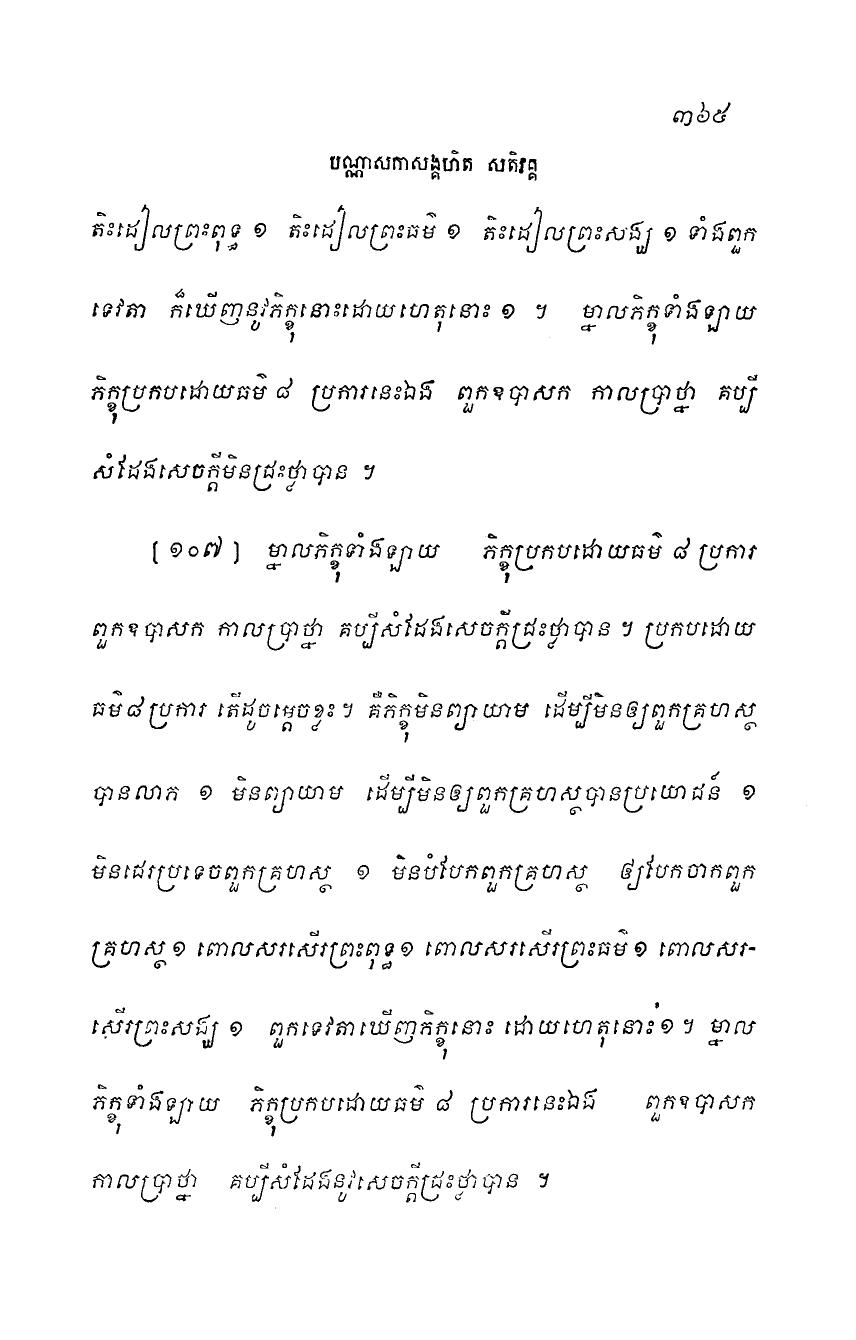 ៣៦៥
បណ្ណាសកាសង្គហិត សតិវគ្គ
តិះដៀលព្រះពុទ្ធ ១ តិះដៀលព្រះធម៌ ១ តិះដៀលព្រះសង្ឃ ១ ទាំងពួក
ទេវតា ក៏ឃើញនូវភិក្ខុនោះដោយហេតុនោះ ១ ។ ម្នាលភិក្ខុទាំងឡាយ
ភិក្ខុប្រកបដោយធម៌ ៨ ប្រការនេះឯង ពួកឧបាសក កាលប្រាថ្នា គប្បី
សំដែងសេចក្តីមិនជ្រះថ្លាបាន ។
[ ១០៧ ] ម្នាលភិក្ខុទាំងឡាយ ភិក្ខុប្រកបដោយធម៌ ៨ ប្រការ
ពួកឧបាសក កាលប្រាថ្នា គប្បីសំដែងសេចក្តីជ្រះថ្លាបាន ។ ប្រកបដោយ
ធម៌ ៨ ប្រការ តើដូចម្តេចខ្លះ ។ គឺភិក្ខុមិនព្យាយាម ដើម្បីមិនឲ្យពួកគ្រហស្ថ
បានលាភ ១ មិនព្យាយាម ដើម្បីមិនឲ្យពួកគ្រហស្ថបានប្រយោជន៍ ១
មិនជេរប្រទេចពួកគ្រហស្ថ ១ មិនបំបែកពួកគ្រហស្ថ ឲ្យបែកចាកពួក
គ្រហស្ថ ១ ពោលសរសើរព្រះពុទ្ធ ១ ពោលសរសើរព្រះធម៌ ១ ពោលសរ-
សើរព្រះសង្ឃ ១ ពួកទេវតាឃើញភិក្ខុនោះ ដោយហេតុនោះ ១ ។ ម្នាល
ភិក្ខុទាំងឡាយ ភិក្ខុប្រកបដោយធម៌ ៨ ប្រការនេះឯង ពួកឧបាសក
កាលប្រាថ្នា គប្បីសំដែងនូវសេចក្តីជ្រះថ្លាបាន ។